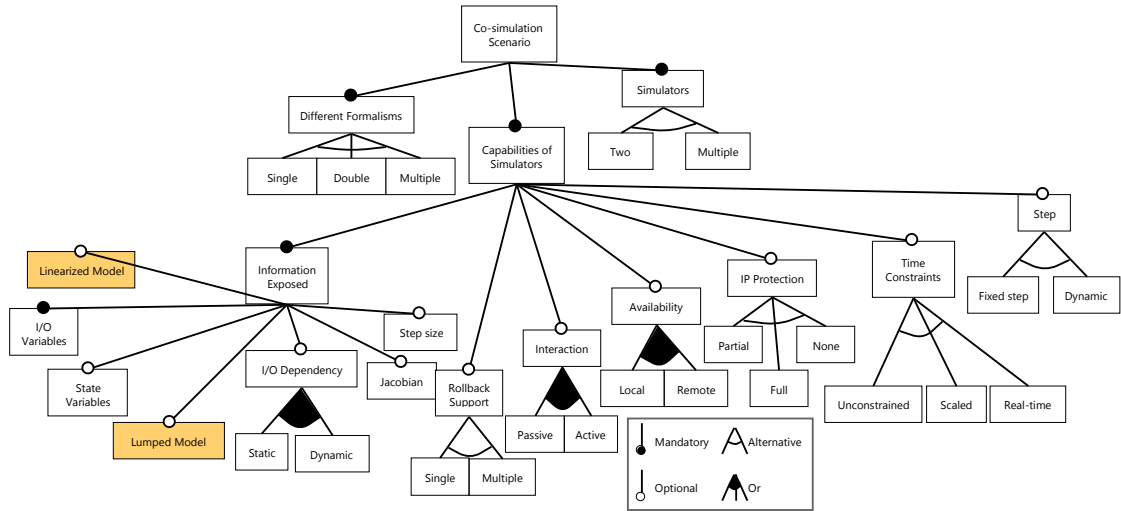 Co-simulation
Scenario
Different Formalisms
Simulators
Capabilities of
Simulators
Two
Multiple
Single
Double
Multiple
Step
Linearized Model
Information
Exposed
Time
Constraints
IP Protection
Availability
Fixed step
Dynamic
I/O
Variables
Step size
Interaction
Partial
None
State
Variables
I/O Dependency
Jacobian
Rollback
Support
Local
Remote
Full
Unconstrained
Scaled
Real-time
Lumped Model
Static
Dynamic
Passive
Active
Single
Multiple
Mandatory
Alternative
Optional
Or